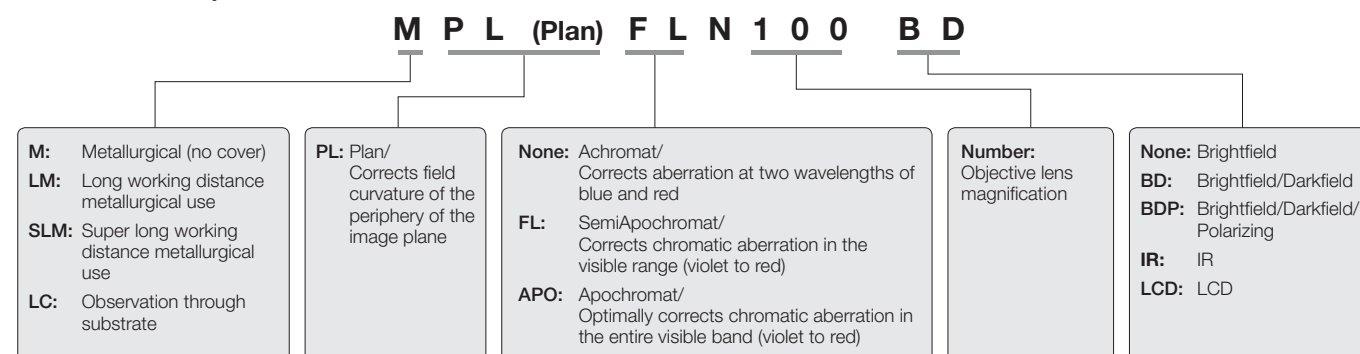 M P L (Plan) F L N 1 0 0 B D
M: Metallurgical (no cover)
LM: Long working distance
metallurgical use
SLM: Super long working
distance metallurgical
use
LC: Observation through
substrate
PL: Plan/
Corrects field
curvature of the
periphery of the
image plane
None: Achromat/
Corrects aberration at two wavelengths of
blue and red
FL: SemiApochromat/
Corrects chromatic aberration in the
visible range (violet to red)
APO: Apochromat/
Optimally corrects chromatic aberration in
the entire visible band (violet to red)
Number:
Objective lens
magnification
None: Brightfield
BD: Brightfield/Darkfield
BDP: Brightfield/Darkfield/
Polarizing
IR: IR
LCD: LCD